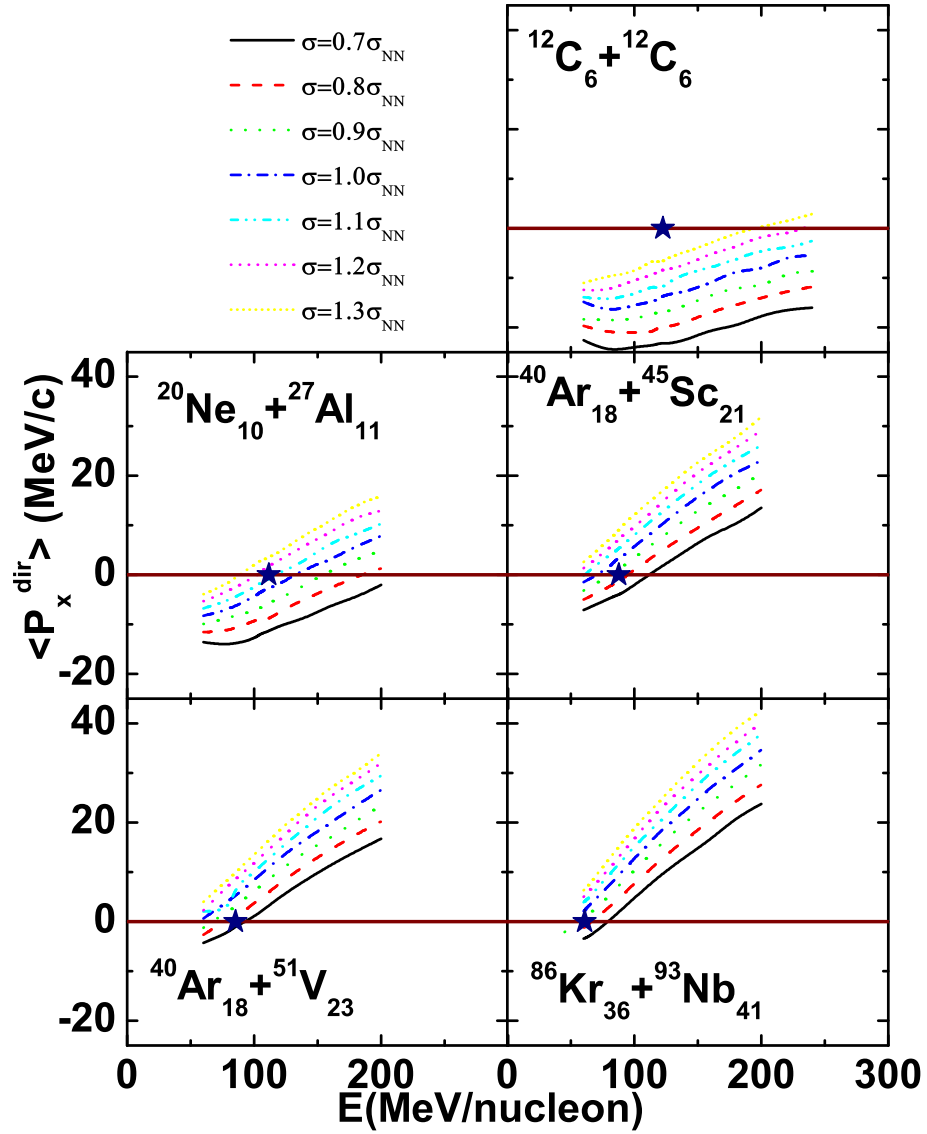 σ=0.7σNN
σ=0.8σNN
σ=0.9σNN
σ=1.0σNN
σ=1.1σNN
σ=1.2σNN
σ=1.3σNN
12C6+12C6
40
20
0
-20
<Px dir> (MeV/c)
20Ne10+27Al11
40Ar18+45Sc21
40
20
0
-20
40Ar18+51V23
86Kr36+93Nb41
0 100 200 0 100 200 300
E(MeV/nucleon)